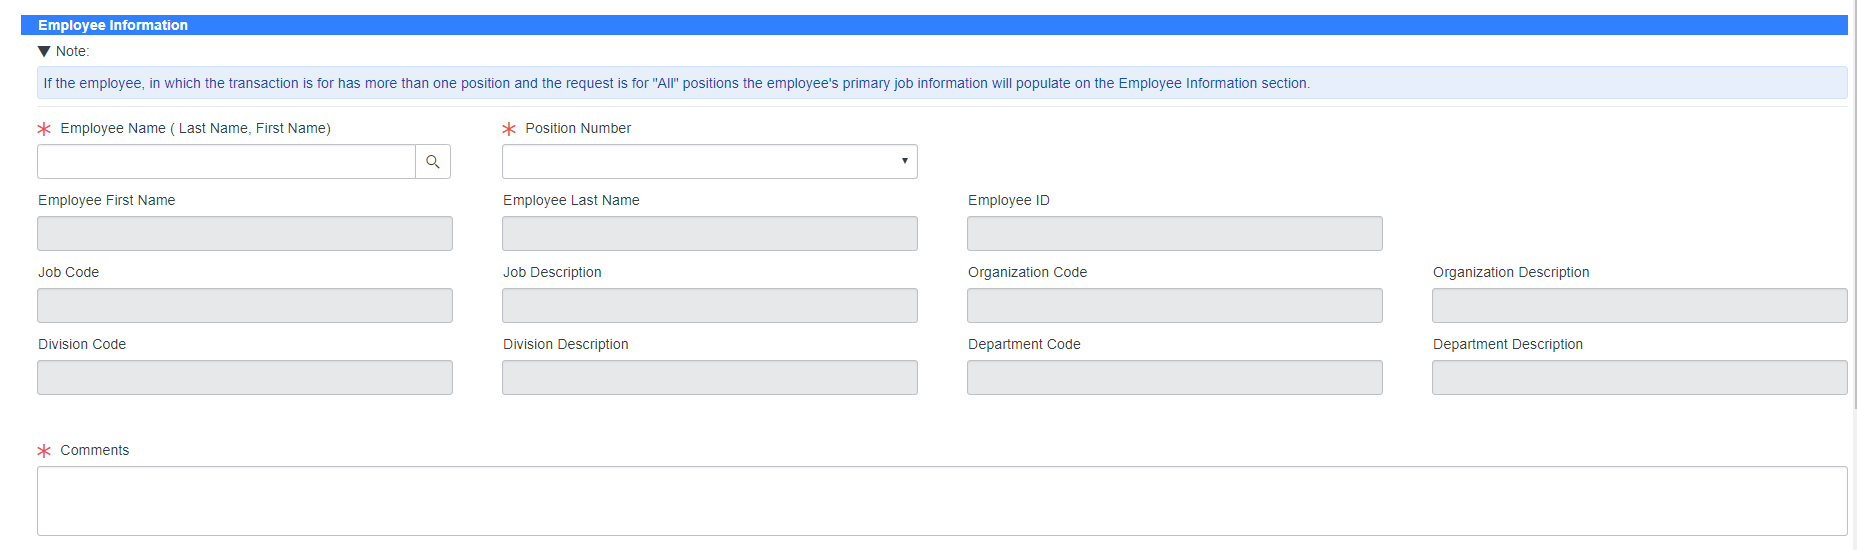 Employee Information
Note:
If the employee, in which the transaction is for has more than one position and the request is for "All" positions the employee's primary job information will populate on the Employee Information section.
Employee Name ( Last Name, First Name) Position Number
Employee First Name Employee Last Name Employee ID
Job Code Job Description Organization Code Organization Description
Division Code Division Description Department Code Department Description
Comments